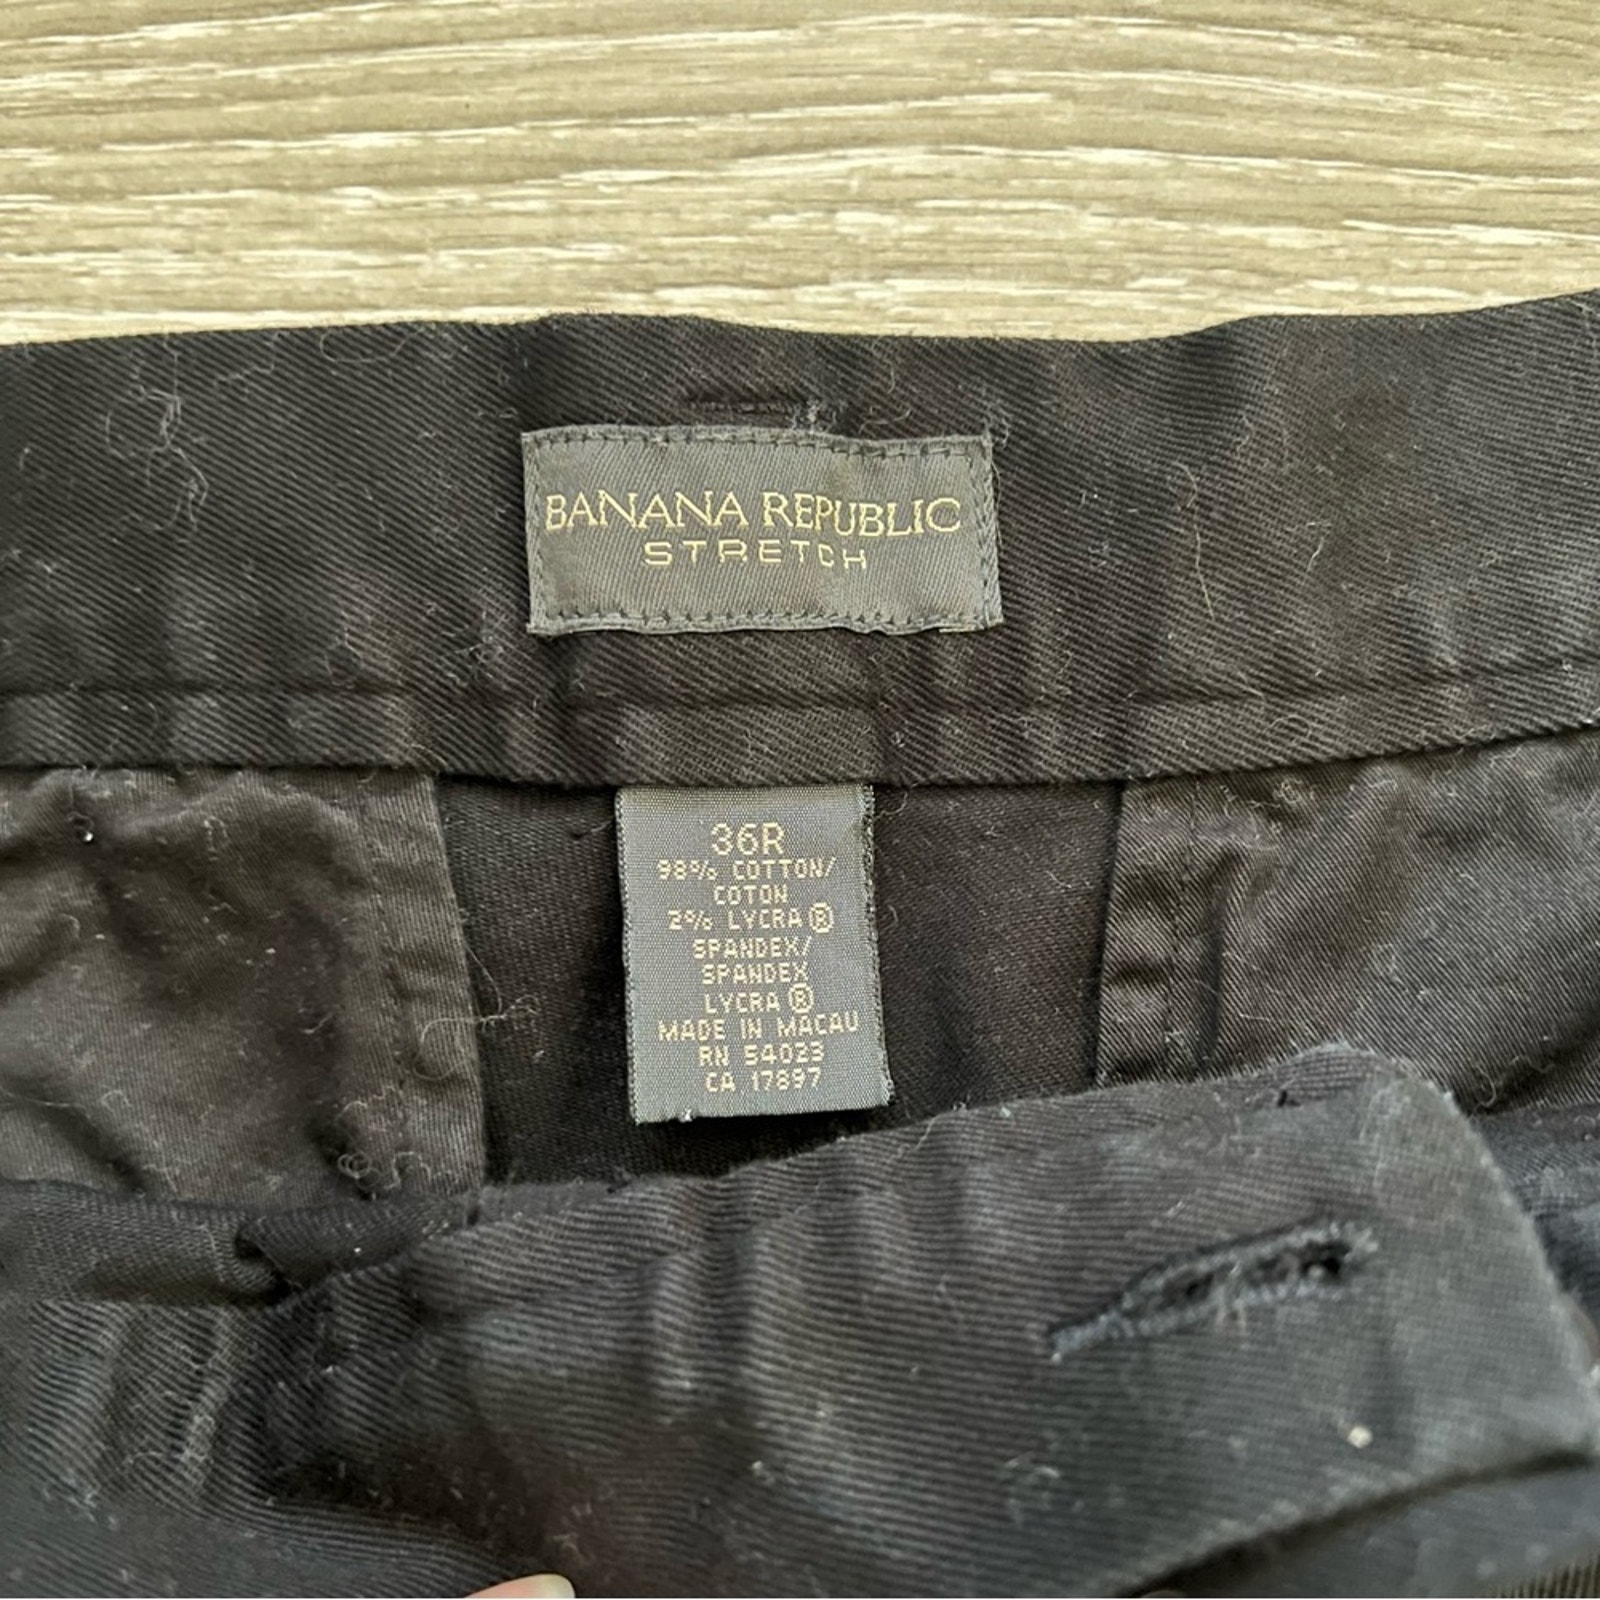 BANANA REPUBLIC
STRETCH
36R
98% COTTON/
COTON
2% LYCRA®
SPANDEX/
SPANDEX
LYCRA®
MADE IN MACAU
RN 54023
CA 17897